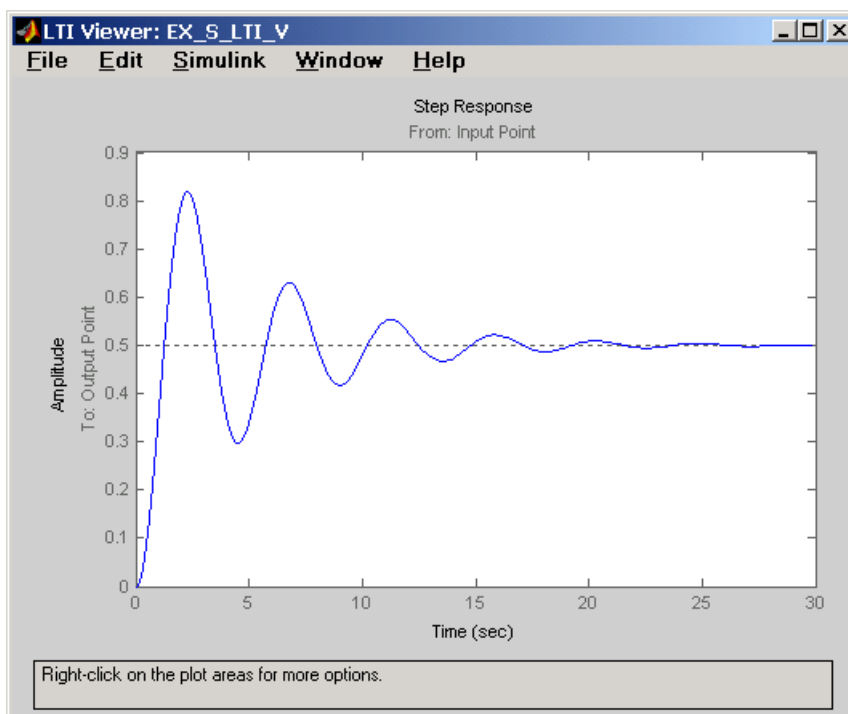 LTI Viewer: EX_S_LTI_V
File Edit Simulink Window Help
Step Response
From: Input Point
Amplitude
To: Output Point
0.9
0.8
0.7
0.6
0.5
0.4
0.3
0.2
0.1
0
0 5 10 15 20 25 30
Time (sec)
Right-click on the plot areas for more options.